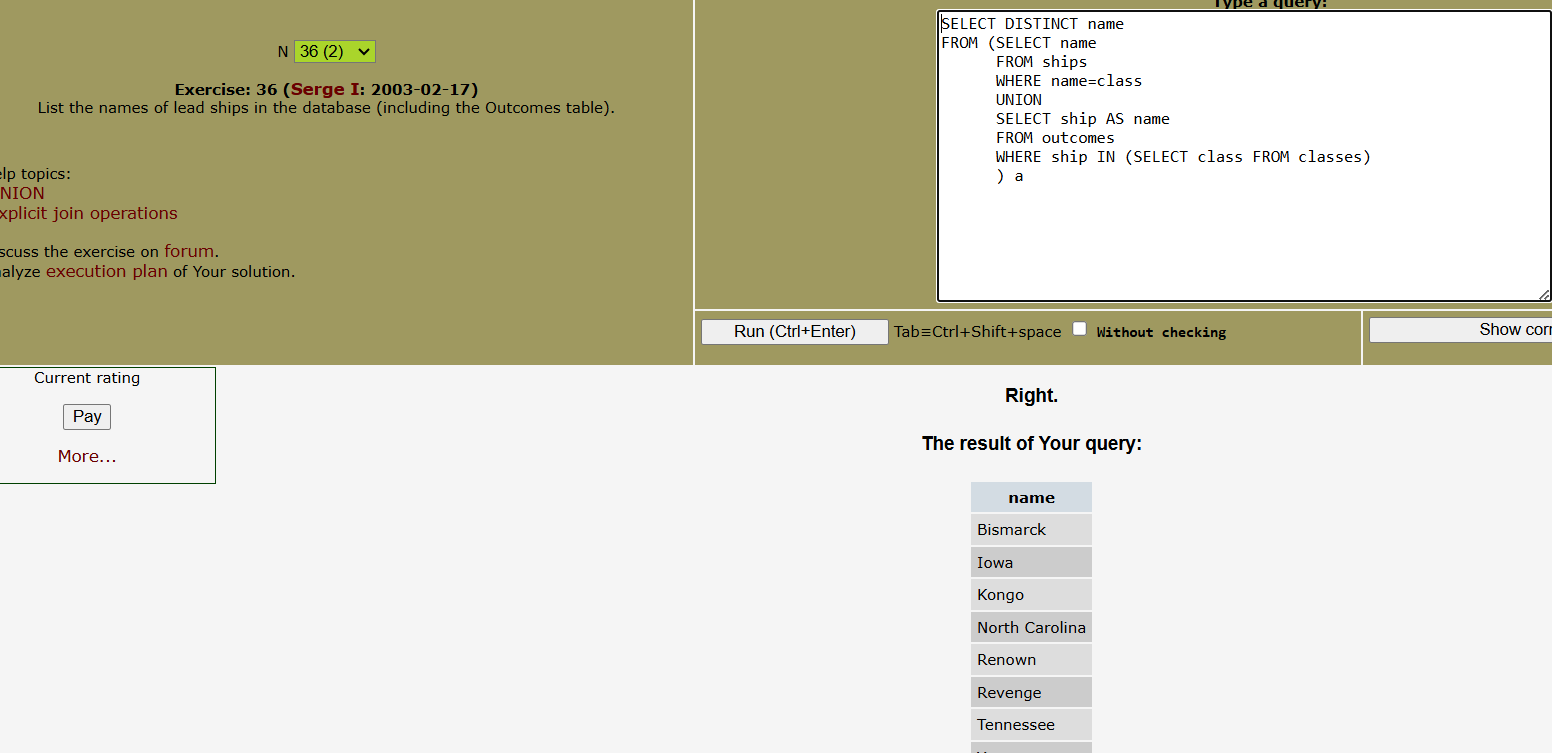 Type a query:
N 36 (2)
Exercise: 36 (Serge I: 2003-02-17)
List the names of lead ships in the database (including the Outcomes table).
elp topics:
NION
xplicit join operations
scuss the exercise on forum.
nalyze execution plan of Your solution.
SELECT DISTINCT name
FROM (SELECT name
FROM ships
WHERE name=class
UNION
SELECT ship AS name
FROM outcomes
WHERE ship IN (SELECT class FROM classes)
) a
Run (Ctrl+Enter) Tab≡Ctrl+Shift+space Without checking
Show corr
Current rating
Pay
More...
Right.
The result of Your query:
name
Bismarck
Iowa
Kongo
North Carolina
Renown
Revenge
Tennessee